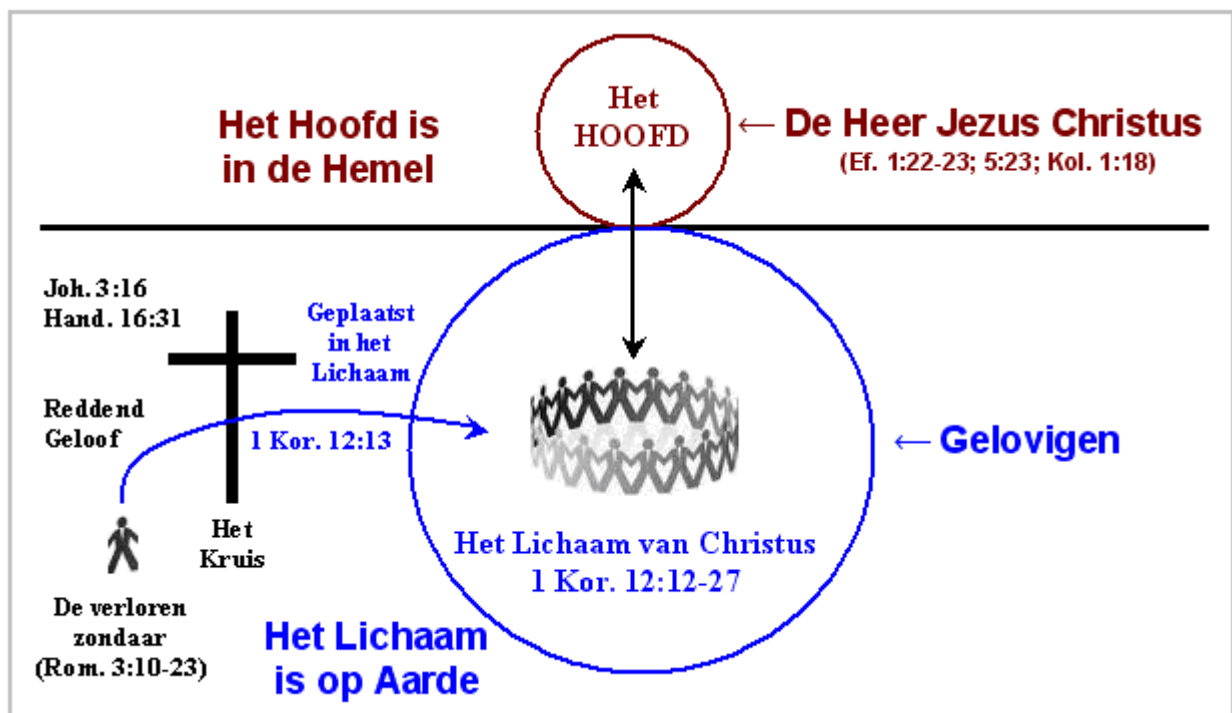 Het Hoofd is
in de Hemel
Het
HOOFD
← De Heer Jezus Christus
(Ef. 1:22-23; 5:23; Kol. 1:18)
Joh. 3:16
Hand. 16:31
Geplaatst
in het
Lichaam
Reddend
Geloof
1 Kor. 12:13
← Gelovigen
Het
Kruis
Het Lichaam van Christus
1 Kor. 12:12-27
De verloren
zondaar
(Rom. 3:10-23)
Het Lichaam
is op Aarde